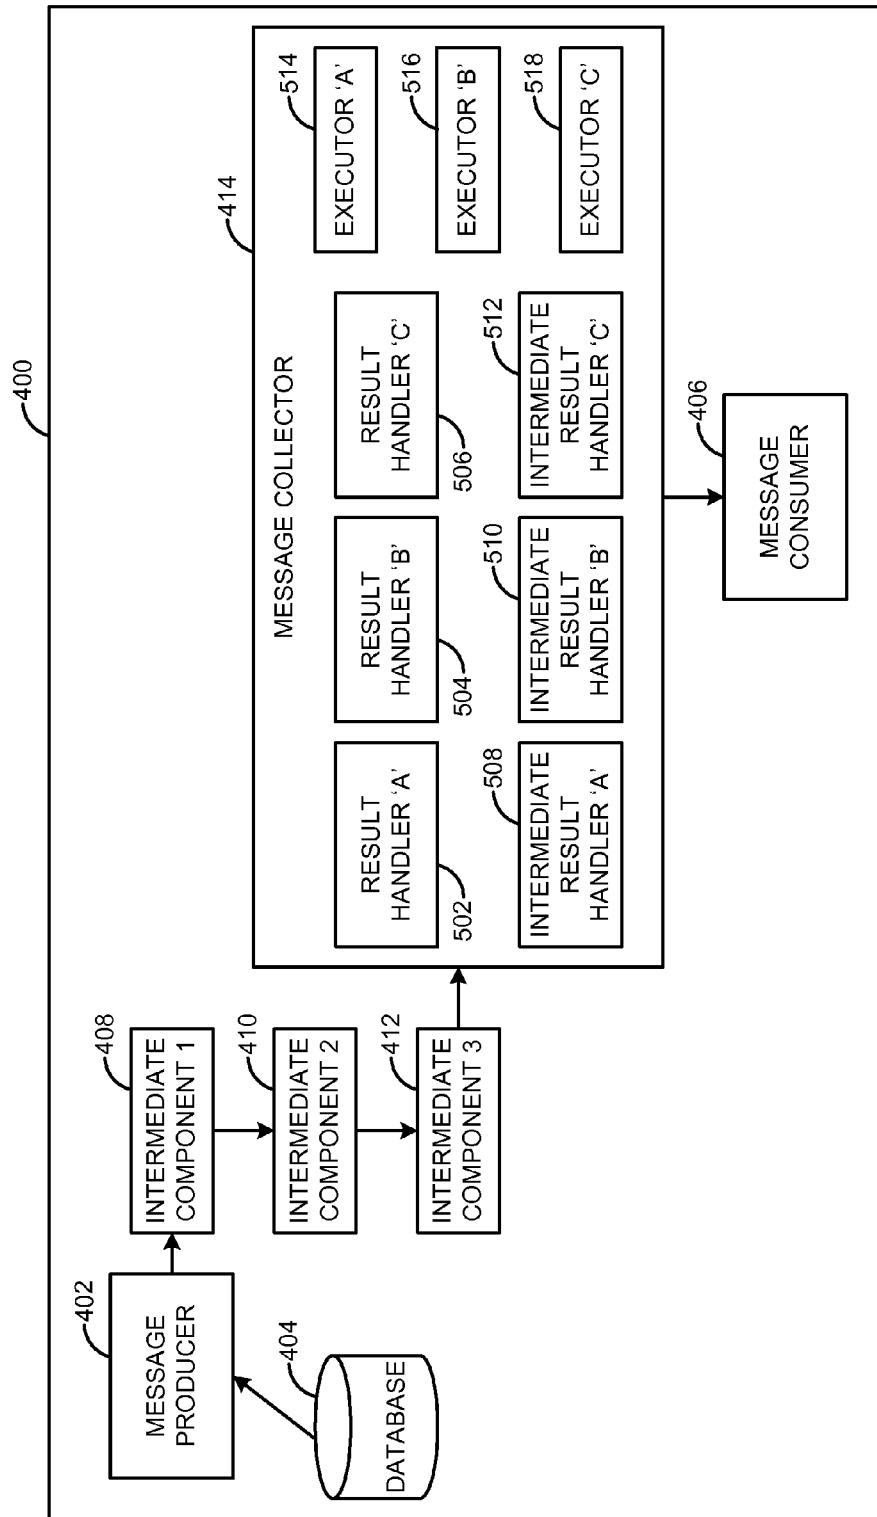 400
402
MESSAGE
PRODUCER
404
DATABASE
408
INTERMEDIATE
COMPONENT 1
410
INTERMEDIATE
COMPONENT 2
412
INTERMEDIATE
COMPONENT 3
414
MESSAGE COLLECTOR
RESULT
HANDLER 'A'
502
RESULT
HANDLER 'B'
504
RESULT
HANDLER 'C'
506
508
INTERMEDIATE
RESULT
HANDLER 'A'
510
INTERMEDIATE
RESULT
HANDLER 'B'
512
INTERMEDIATE
RESULT
HANDLER 'C'
514
EXECUTOR 'A'
516
EXECUTOR 'B'
518
EXECUTOR 'C'
406
MESSAGE
CONSUMER